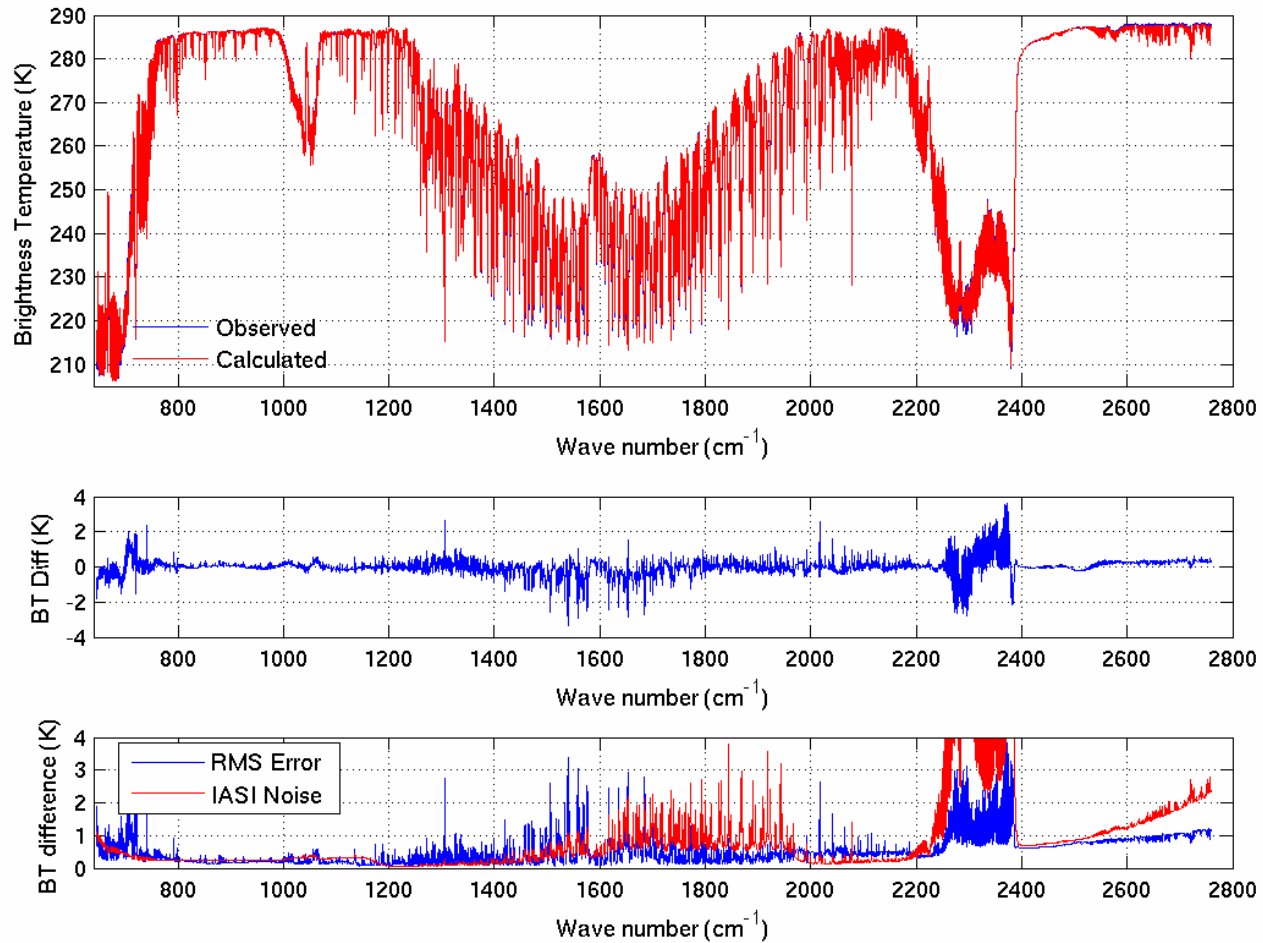 290
280
270
260
250
240
230
220
210
Brightness Temperature (K)
Observed
Calculated
800 1000 1200 1400 1600 1800 2000 2200 2400 2600 2800
Wave number (cm⁻¹)
4
2
0
-2
-4
BT Diff (K)
800 1000 1200 1400 1600 1800 2000 2200 2400 2600 2800
Wave number (cm⁻¹)
4
3
2
1
0
BT difference (K)
RMS Error
IASI Noise
800 1000 1200 1400 1600 1800 2000 2200 2400 2600 2800
Wave number (cm⁻¹)